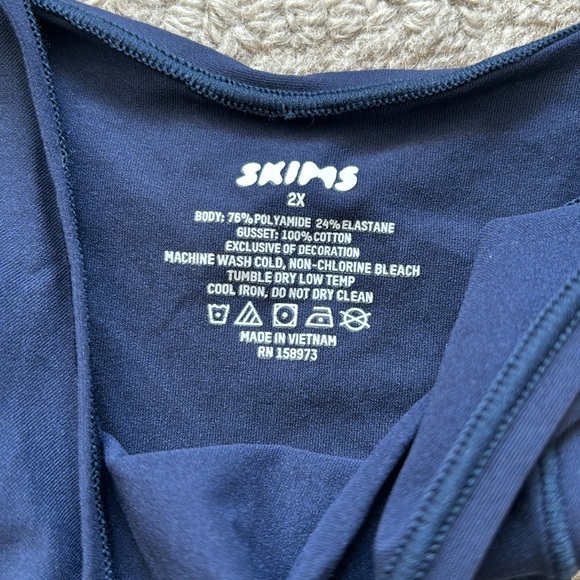 SKIMS
2X
BODY: 76% POLYAMIDE 24% ELASTANE
GUSSET: 100% COTTON
EXCLUSIVE OF DECORATION
MACHINE WASH COLD, NON-CHLORINE BLEACH
TUMBLE DRY LOW TEMP
COOL IRON, DO NOT DRY CLEAN
MADE IN VIETNAM
RN 158973